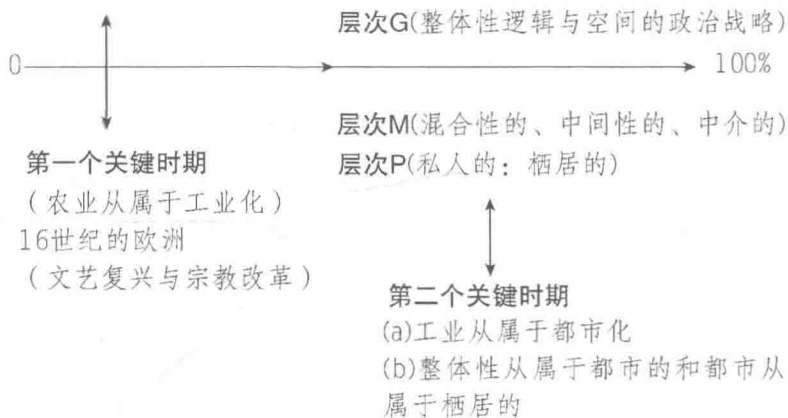 层次G(整体性逻辑与空间的政治战略)
0
100%
层次M(混合性的、中间性的、中介的)
层次P(私人的：栖居的)
第一个关键时期
（农业从属于工业化）
16世纪的欧洲
（文艺复兴与宗教改革）
第二个关键时期
(a)工业从属于都市化
(b)整体性从属于都市的和都市从
属于栖居的